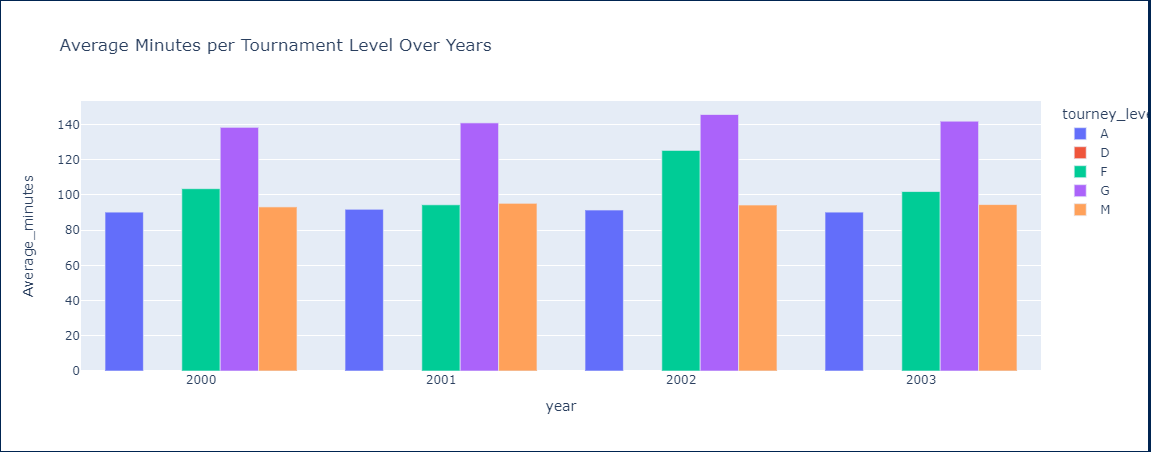 Average Minutes per Tournament Level Over Years
Average_minutes
140
120
100
80
60
40
20
0
2000 2001 2002 2003
year
tourney_leve
A
D
F
G
M